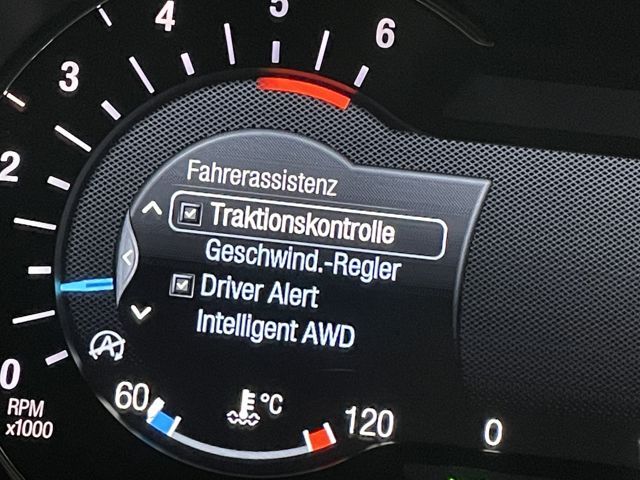 4
5
6
3
2
Fahrerassistenz
Traktionskontrolle
Geschwind.-Regler
Driver Alert
Intelligent AWD
A
0
RPM
x1000
60
°C
120
0